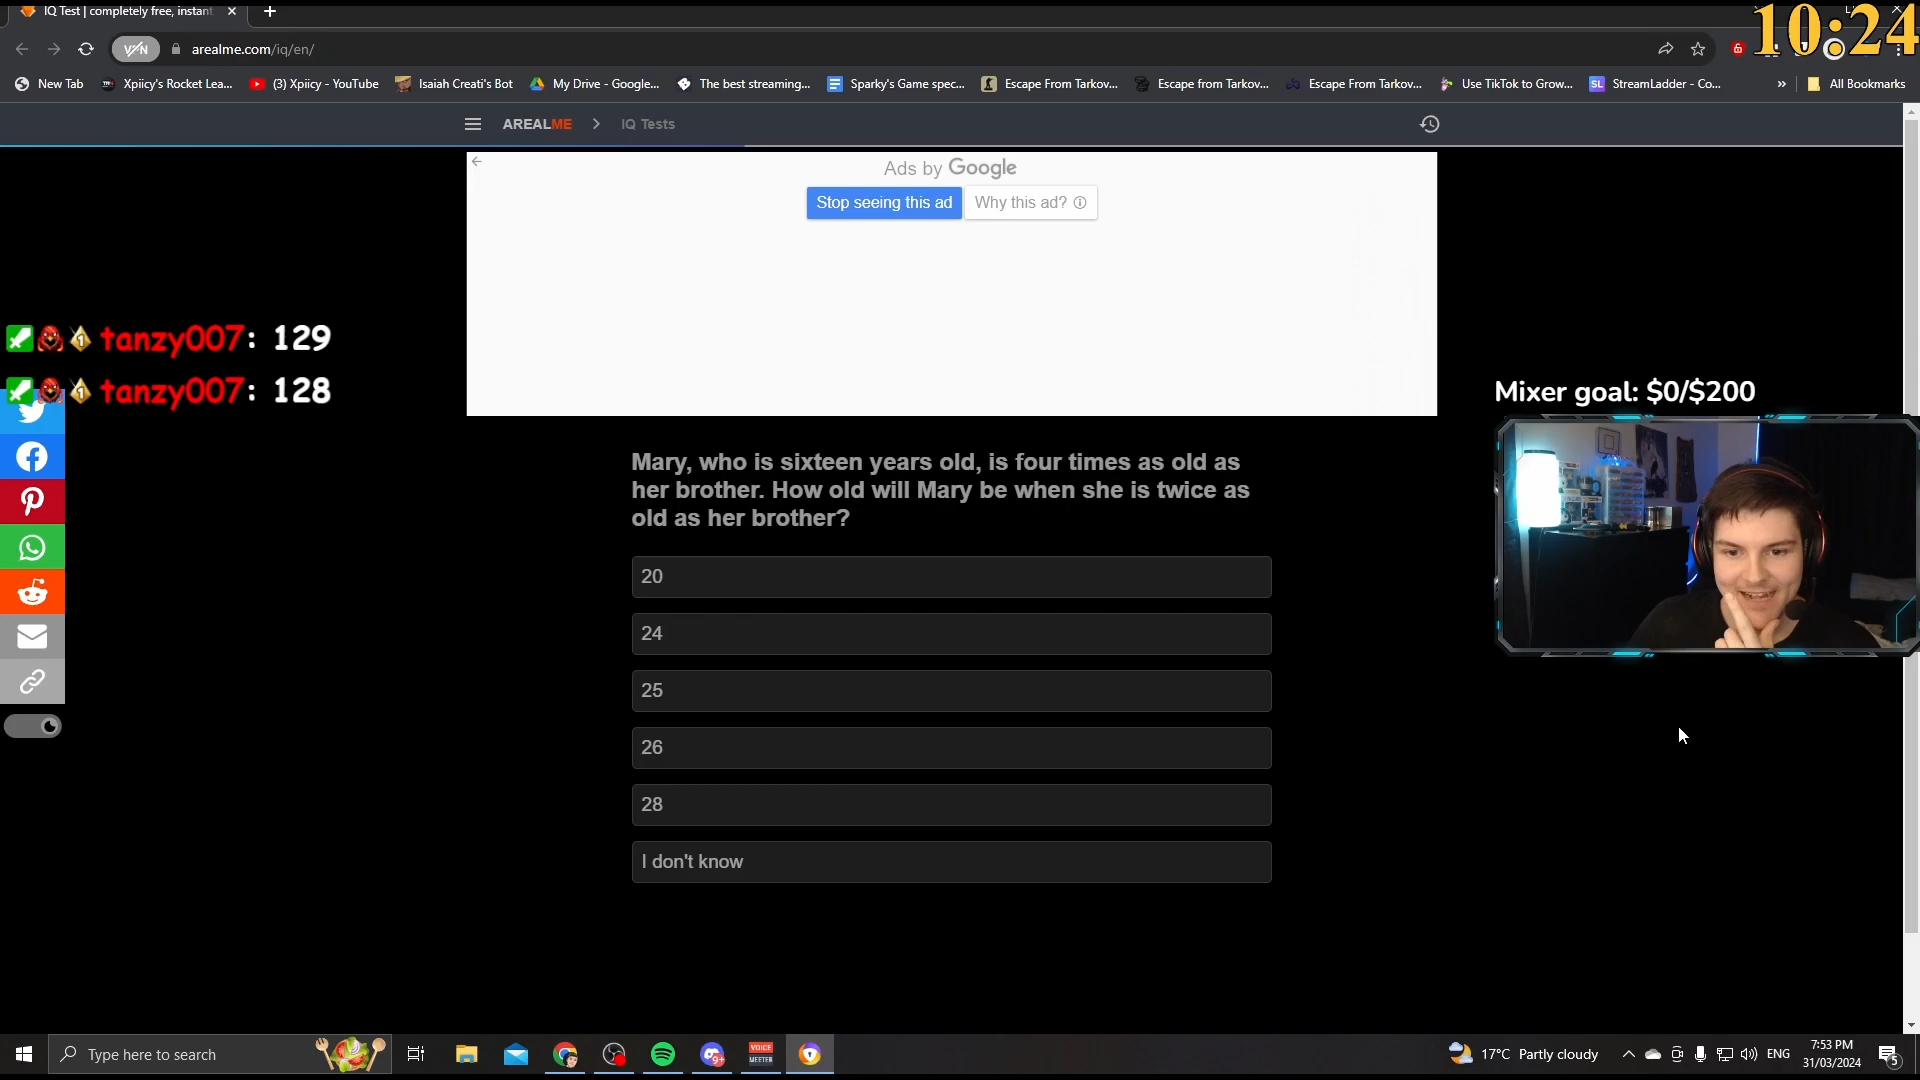 IQ Test | completely free, instant
10:24
VPN
arealme.com/iq/en/
New Tab
Xpiicy's Rocket Lea...
(3) Xpiicy - YouTube
Isaiah Creati's Bot
My Drive - Google...
The best streaming...
Sparky's Game spec...
Escape From Tarkov...
Escape from Tarkov...
Escape From Tarkov...
Use TikTok to Grow...
SL
StreamLadder - Co...
»
All Bookmarks
AREALME
IQ Tests
Ads by Google
Stop seeing this ad
Why this ad?
tanzy007: 129
tanzy007: 128
Mixer goal: $0/$200
Mary, who is sixteen years old, is four times as old as
her brother. How old will Mary be when she is twice as
old as her brother?
20
24
25
26
28
I don't know
Type here to search
9+
VOICE
MEETER
17°C Partly cloudy
ENG
7:53 PM
31/03/2024
5